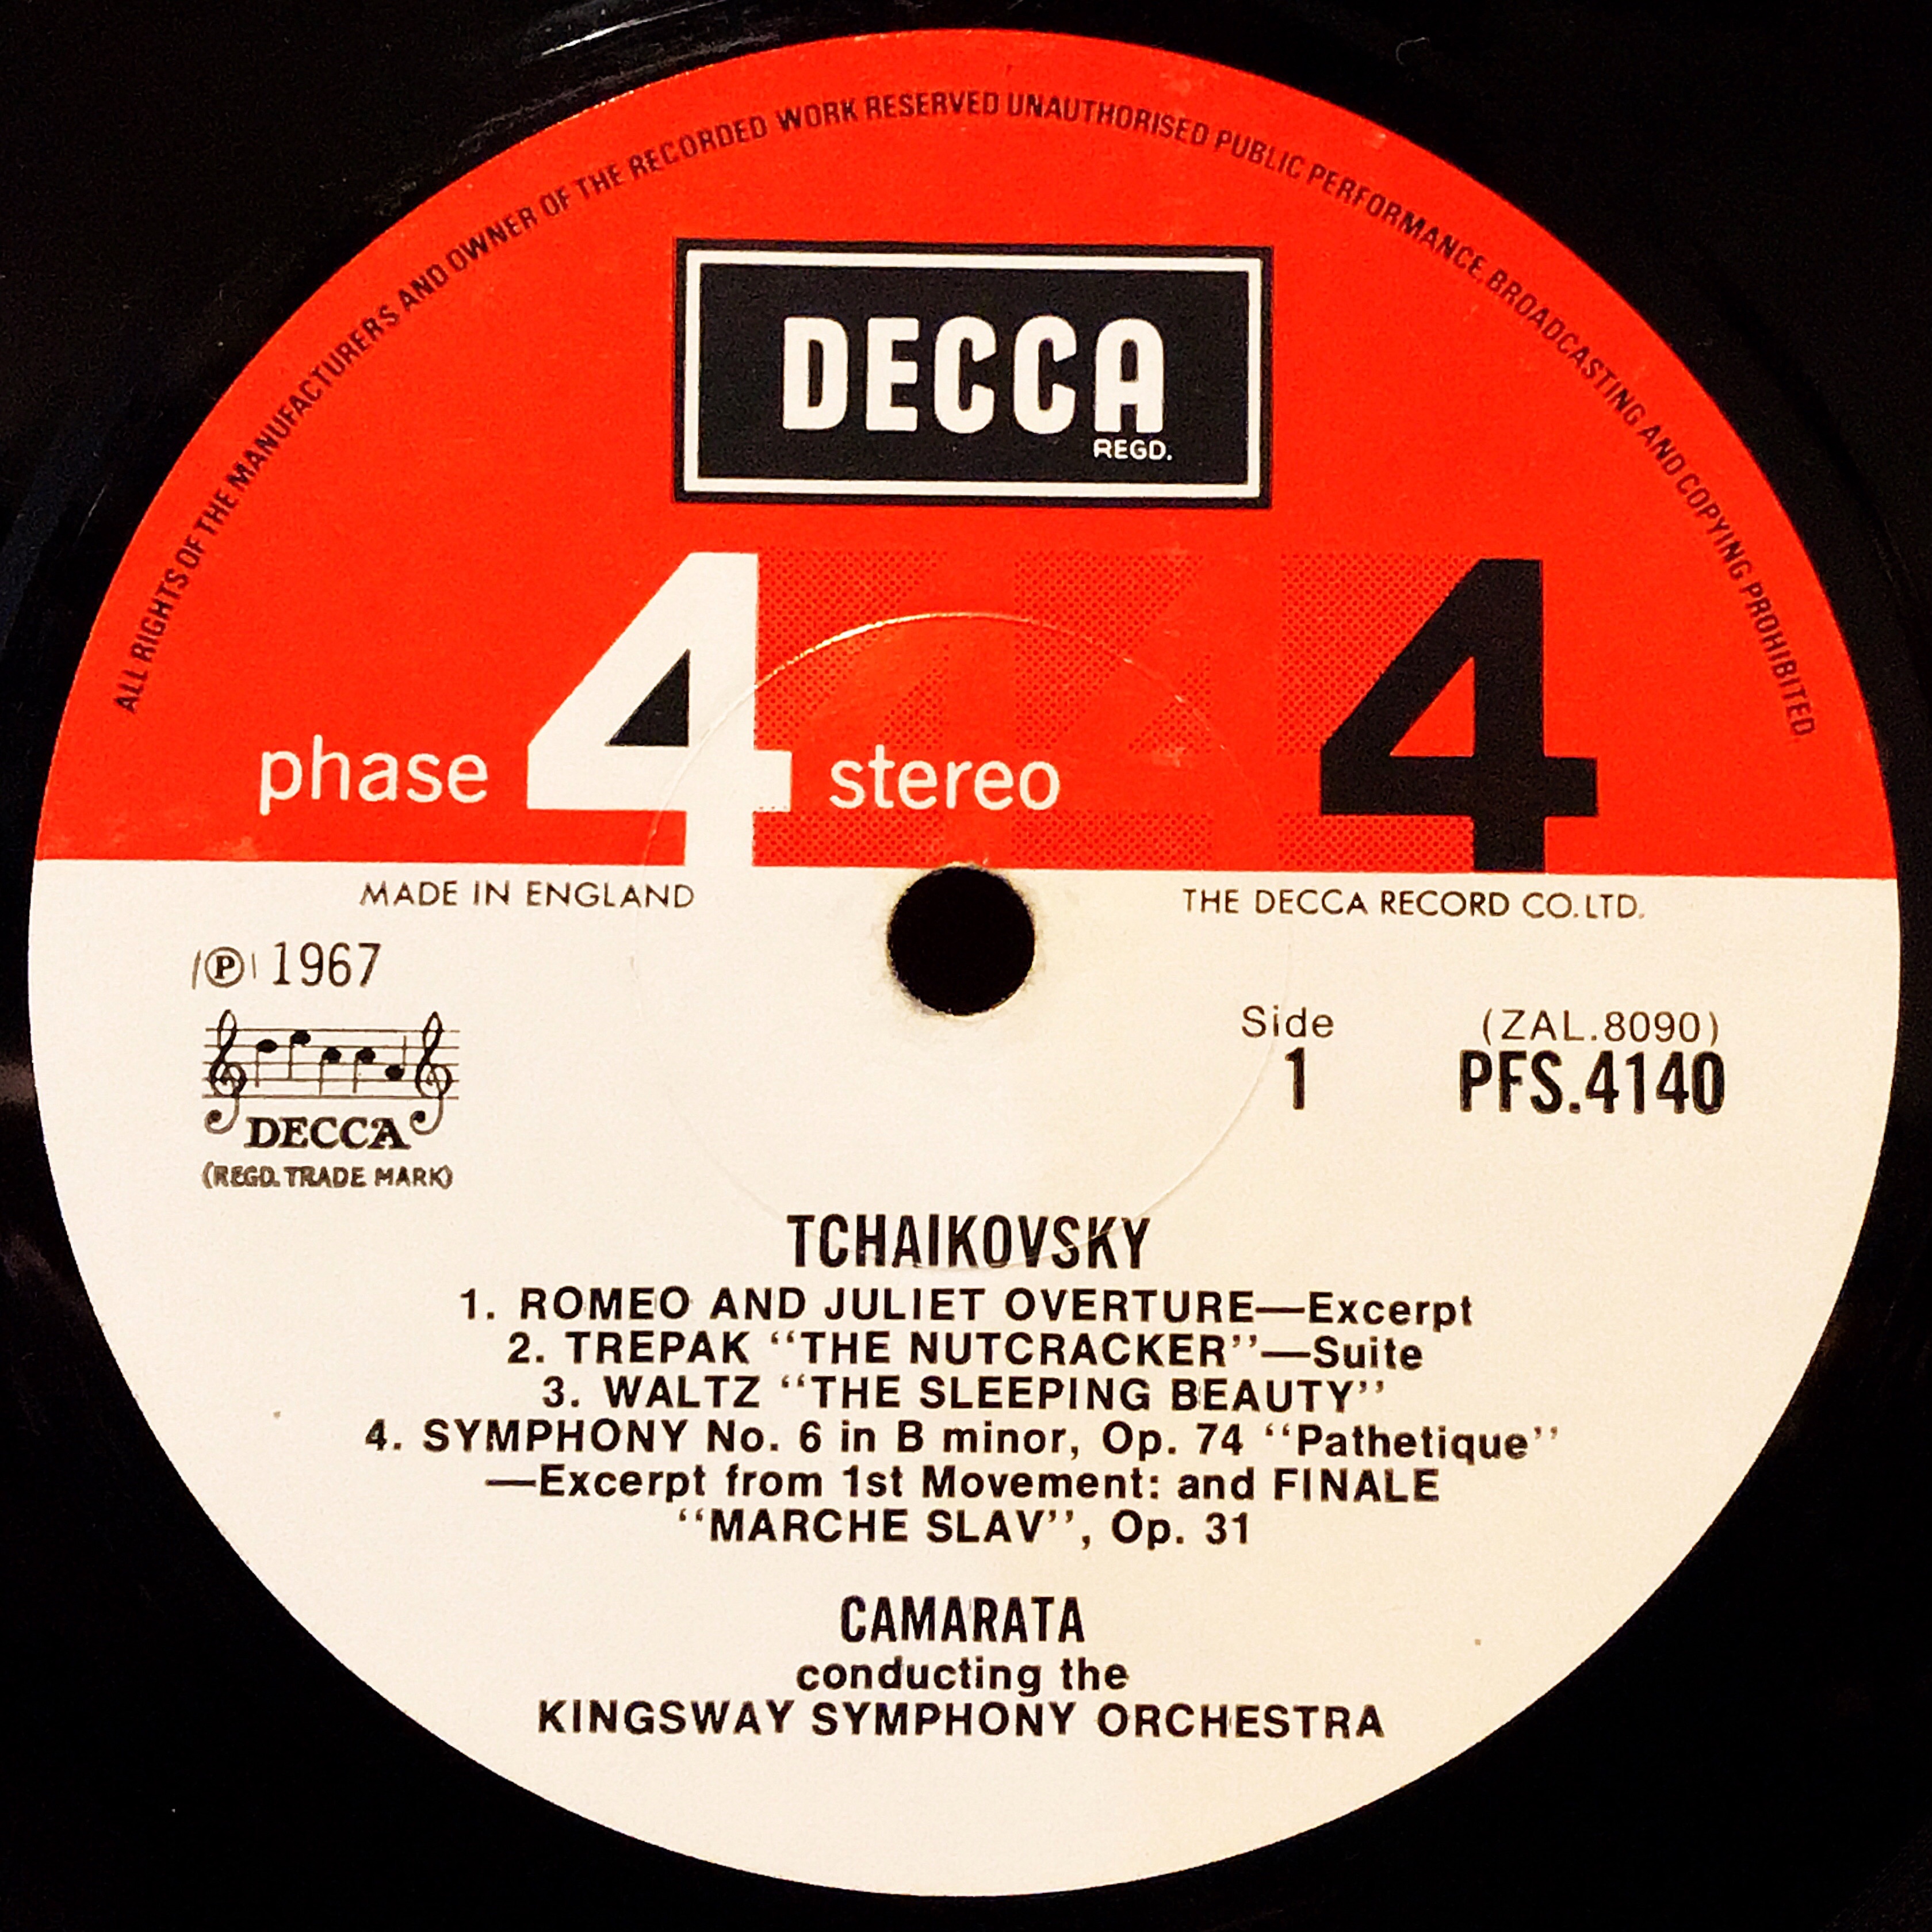 ALL RIGHTS OF THE MANUFACTURERS AND OWNER OF THE RECORDED WORK RESERVED UNAUTHORISED PUBLIC PERFORMANCE, BROADCASTING AND COPYING PROHIBITED.
DECCA
REGD.
phase 4 stereo 4
MADE IN ENGLAND
THE DECCA RECORD CO. LTD.
Ⓟ 1967
DECCA
(REGD. TRADE MARK)
Side
1
(ZAL.8090)
PFS.4140
TCHAIKOVSKY
1. ROMEO AND JULIET OVERTURE—Excerpt
2. TREPAK "THE NUTCRACKER"—Suite
3. WALTZ "THE SLEEPING BEAUTY"
4. SYMPHONY No. 6 in B minor, Op. 74 "Pathetique"
—Excerpt from 1st Movement: and FINALE
"MARCHE SLAV", Op. 31
CAMARATA
conducting the
KINGSWAY SYMPHONY ORCHESTRA